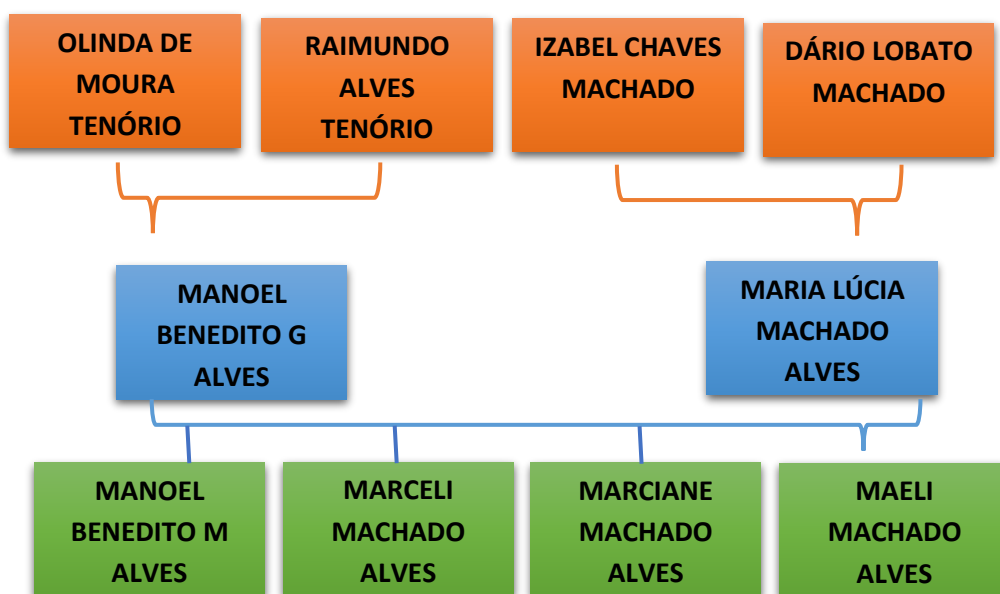 OLINDA DE
MOURA
TENÓRIO
RAIMUNDO
ALVES
TENÓRIO
IZABEL CHAVES
MACHADO
DÁRIO LOBATO
MACHADO
MANOEL
BENEDITO G
ALVES
MARIA LÚCIA
MACHADO
ALVES
MANOEL
BENEDITO M
ALVES
MARCELI
MACHADO
ALVES
MARCIANE
MACHADO
ALVES
MAELI
MACHADO
ALVES